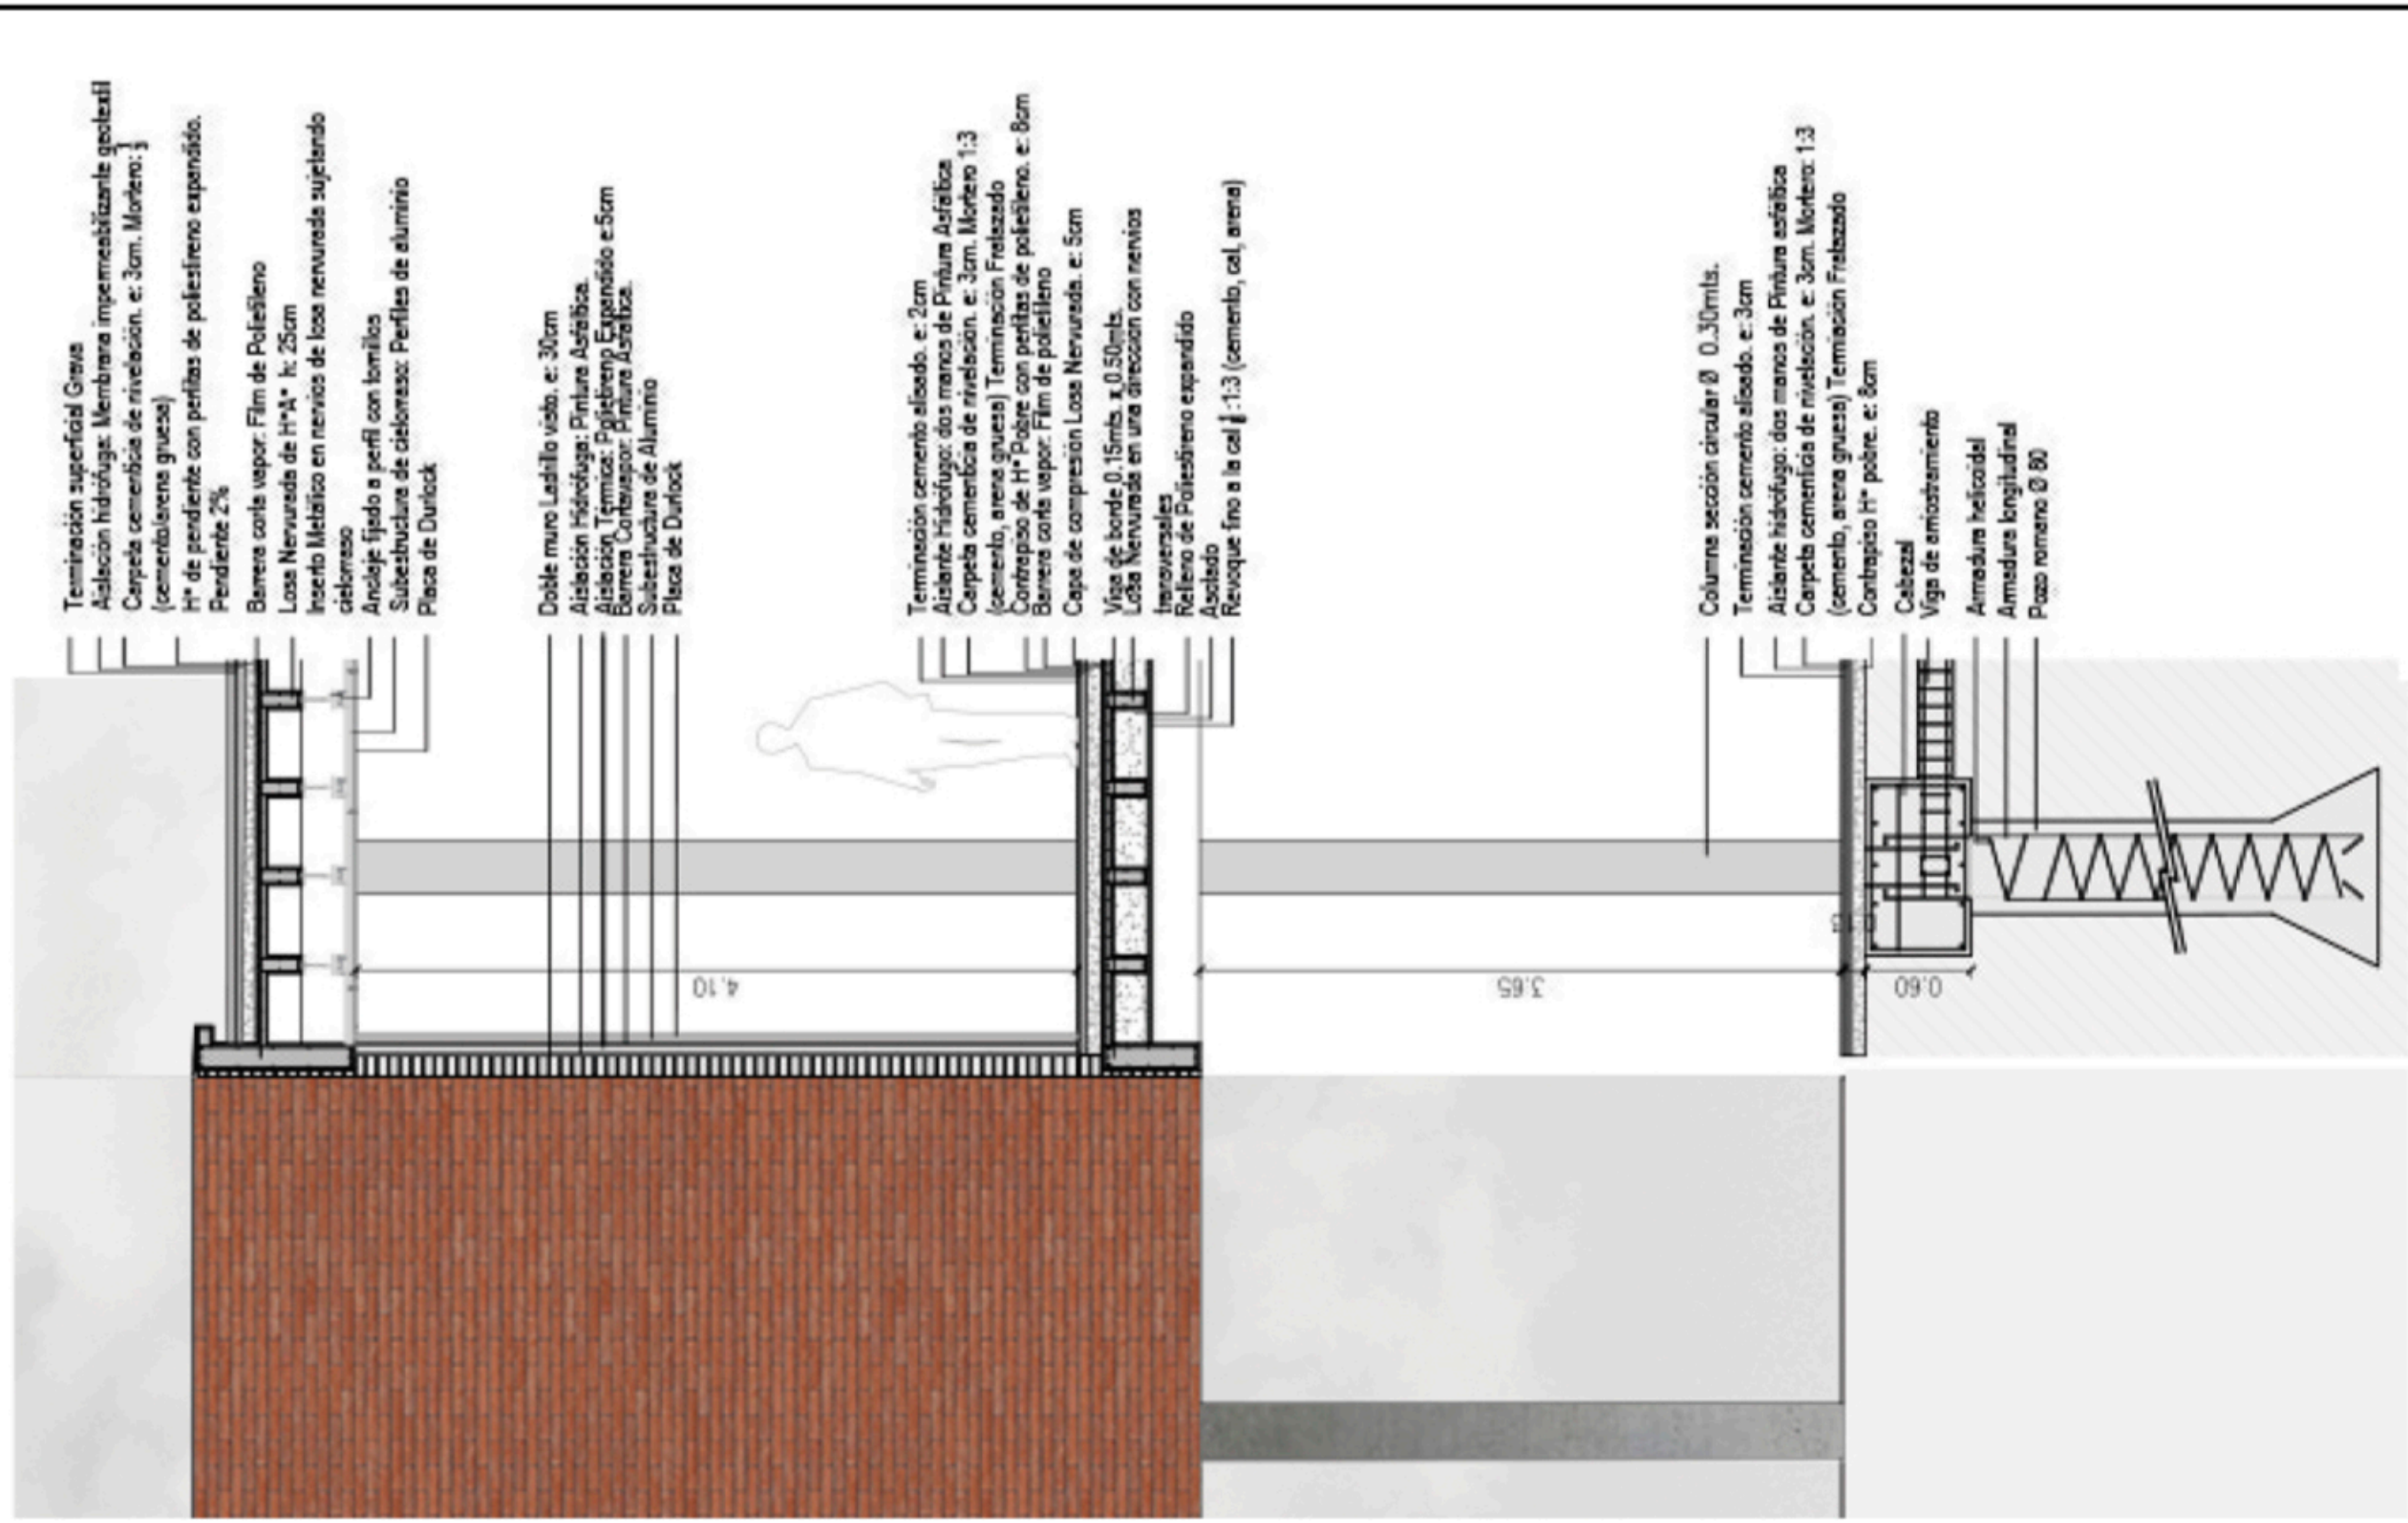 Terminación superficial Grava
Aislación hidrófuga: Membrana impermeabilizante geotextil
Carpeta cementicia de nivelación. e: 3cm. Mortero: 1
3
(cemento/arena gruesa)
H° de pendiente con perlitas de poliestireno expandido.
Pendiente 2%
Barrera corta vapor: Film de Polietileno
Losa Nervurada de H°A° h: 25cm
Inserto Metálico en nervios de losa nervurada sujetando
cielorraso
Anclaje fijado a perfil con tornillos
Subestructura de cielorraso: Perfiles de aluminio
Placa de Durlock
Doble muro Ladrillo visto. e: 30cm
Aislación Hidrófuga: Pintura Asfaltica.
Aislación Térmica: Polietireno Expandido e:5cm
Barrera Cortavapor: Pintura Asfaltica.
Subestructura de Aluminio
Placa de Durlock
Terminación cemento alisado. e: 2cm
Aislante Hidrófugo: dos manos de Pintura Asfáltica
Carpeta cementicia de nivelación. e: 3cm. Mortero 1:3
(cemento, arena gruesa) Terminación Fratazado
Contrapiso de H° Pobre con perlitas de polietileno. e: 8cm
Barrera corta vapor: Film de polietileno
Capa de compresión Losa Nervurada. e: 5cm
Viga de borde 0.15mts. x 0.50mts.
Losa Nervurada en una direccion con nervios
transversales
Relleno de Poliestireno expandido
Azotado
Revoque fino a la cal :1:3 (cemento, cal, arena)
Columna sección circular Ø 0.30mts.
Terminación cemento alisado. e: 3cm
Aislante hidrófugo: dos manos de Pintura asfáltica
Carpeta cementicia de nivelación. e: 3cm. Mortero: 1:3
(cemento, arena gruesa) Termiación Fratazado
Contrapiso H° pobre. e: 8cm
Cabezal
Viga de arriostramiento
Armadura helicoidal
Armadura longitudinal
Pozo romano Ø 80
4.10
3.65
0.60